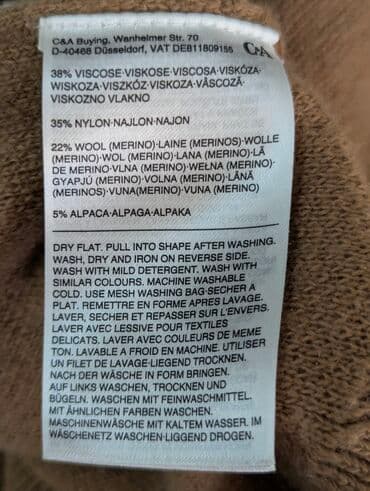 C&A Buying, Wanheimer Str. 70
D-40468 Düsseldorf, VAT DE811809155
C&A
38% VISCOSE·VISKOSE·VISCOSA·VISKÓZA·
WISKOZA·VISZKÓZ·VISKOZA·VÂSCOZĂ·
VISKOZNO VLAKNO
35% NYLON·NAJLON·NAJON
22% WOOL (MERINO)·LAINE (MERINOS)·WOLLE
(MERINO)·WOL (MERINO)·LANA (MERINO)·LÃ
DE MERINO·VLNA (MERINO)·WEŁNA (MERINO)·
GYAPJÚ (MERINO)·VOLNA (MERINO)·LÂNĂ
(MERINOS)·VUNA(MERINO)·VUNA (MERINO)
5% ALPACA·ALPAGA·ALPAKA
DRY FLAT. PULL INTO SHAPE AFTER WASHING.
WASH, DRY AND IRON ON REVERSE SIDE.
WASH WITH MILD DETERGENT. WASH WITH
SIMILAR COLOURS. MACHINE WASHABLE
COLD. USE MESH WASHING BAG·SECHER A
PLAT. REMETTRE EN FORME APRES LAVAGE.
LAVER, SECHER ET REPASSER SUR L'ENVERS.
LAVER AVEC LESSIVE POUR TEXTILES
DELICATS. LAVER AVEC COULEURS DE MEME
TON. LAVABLE A FROID EN MACHINE. UTILISER
UN FILET DE LAVAGE·LIEGEND TROCKNEN.
NACH DER WÄSCHE IN FORM BRINGEN.
AUF LINKS WASCHEN, TROCKNEN UND
BÜGELN. WASCHEN MIT FEINWASCHMITTEL.
MIT ÄHNLICHEN FARBEN WASCHEN.
MASCHINENWÄSCHE MIT KALTEM WASSER. IM
WÄSCHENETZ WASCHEN·LIGGEND DROGEN.